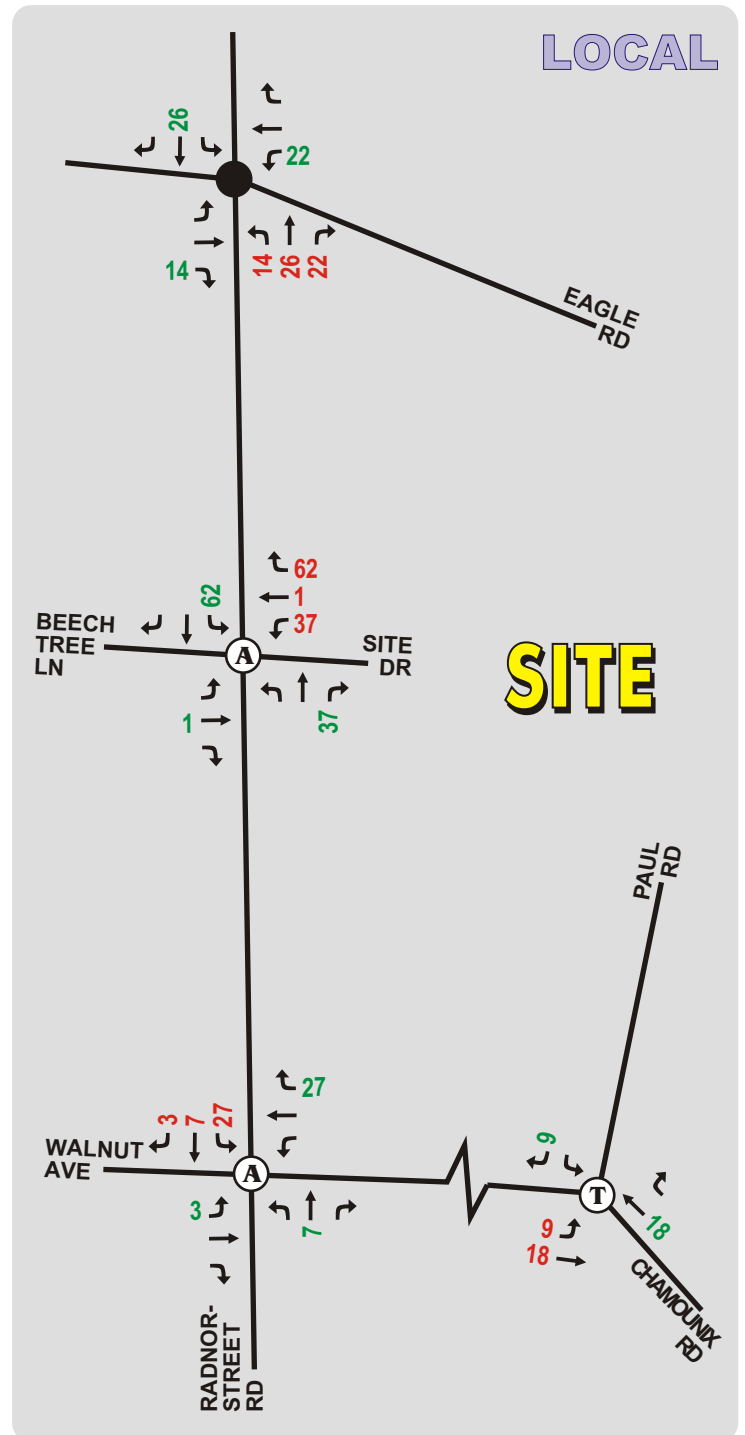 LOCAL
26
22
14
14
26
22
EAGLE
RD
62
62
1
37
BEECH
TREE
LN
A
SITE
DR
SITE
1
37
PAUL
RD
27
3
7
27
WALNUT
AVE
A
9
T
3
7
9
18
18
CHAMOUNIX
RD
RADNOR-
STREET
RD